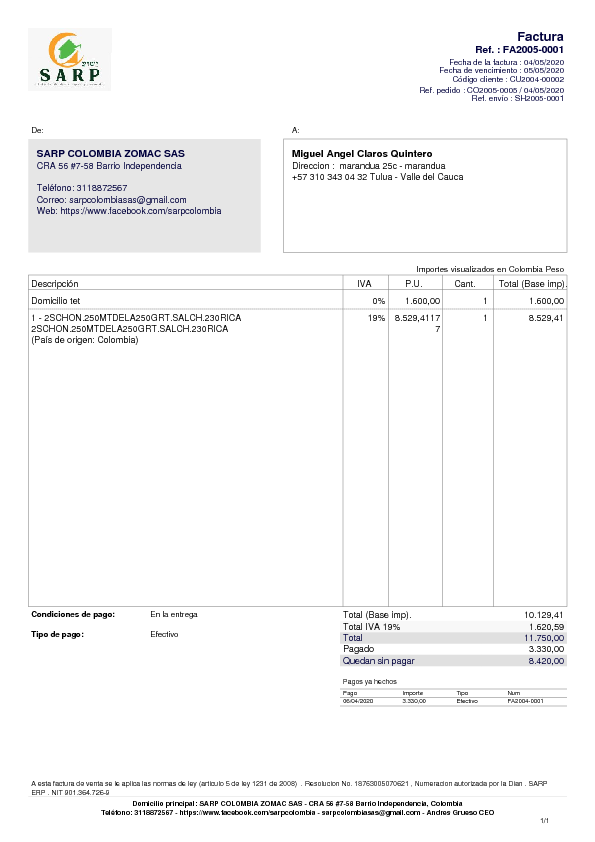 SARP
Factura
Ref. : FA2005-0001
Fecha de la factura : 04/05/2020
Fecha de vencimiento : 05/05/2020
Código cliente : CU2004-00002
Ref. pedido : CO2005-0006 / 04/05/2020
Ref. envío : SH2005-0001
De:
A:
SARP COLOMBIA ZOMAC SAS
CRA 56 #7-58 Barrio Independencia
Teléfono: 3118872567
Correo: sarpcolombiasas@gmail.com
Web: https://www.facebook.com/sarpcolombia
Miguel Angel Claros Quintero
Direccion : marandua 25c - marandua
+57 310 343 04 32 Tulua - Valle del Cauca
Importes visualizados en Colombia Peso
Descripción IVA P.U. Cant. Total (Base imp).
Domicilio tet 0% 1.600,00 1 1.600,00
1 - 2SCHON.250MTDELA250GRT.SALCH.230RICA 19% 8.529,4117 1 8.529,41
2SCHON.250MTDELA250GRT.SALCH.230RICA 7
(País de origen: Colombia)
Condiciones de pago: En la entrega
Tipo de pago: Efectivo
Total (Base imp). 10.129,41
Total IVA 19% 1.620,59
Total 11.750,00
Pagado 3.330,00
Quedan sin pagar 8.420,00
Pagos ya hechos
Pago Importe Tipo Num
06/04/2020 3.330,00 Efectivo FA2004-0001
A esta factura de venta se le aplica las normas de ley (articulo 5 de ley 1231 de 2008) . Resolucion No. 18763005070621 , Numeracion autorizada por la Dian . SARP
ERP . NIT 901.364.726-9
Domicilio principal: SARP COLOMBIA ZOMAC SAS - CRA 56 #7-58 Barrio Independencia, Colombia
Teléfono: 3118872567 - https://www.facebook.com/sarpcolombia - sarpcolombiasas@gmail.com - Andres Grueso CEO
1/1